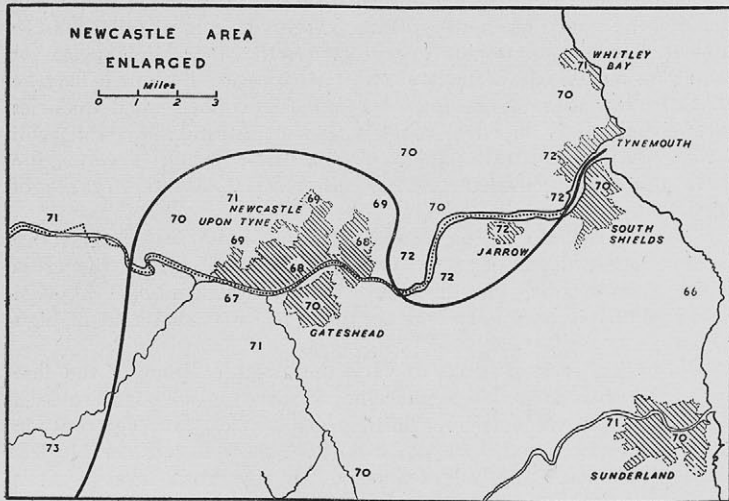 NEWCASTLE AREA
ENLARGED
Miles
0 1 2 3
WHITLEY
71
BAY
70
TYNEMOUTH
70
72
71
69
69
70
72
70
71
70
NEWCASTLE
UPON TYNE
72
SOUTH
SHIELDS
69
68
72
JARROW
68
72
67
66
70
GATESHEAD
71
71
70
73
70
SUNDERLAND